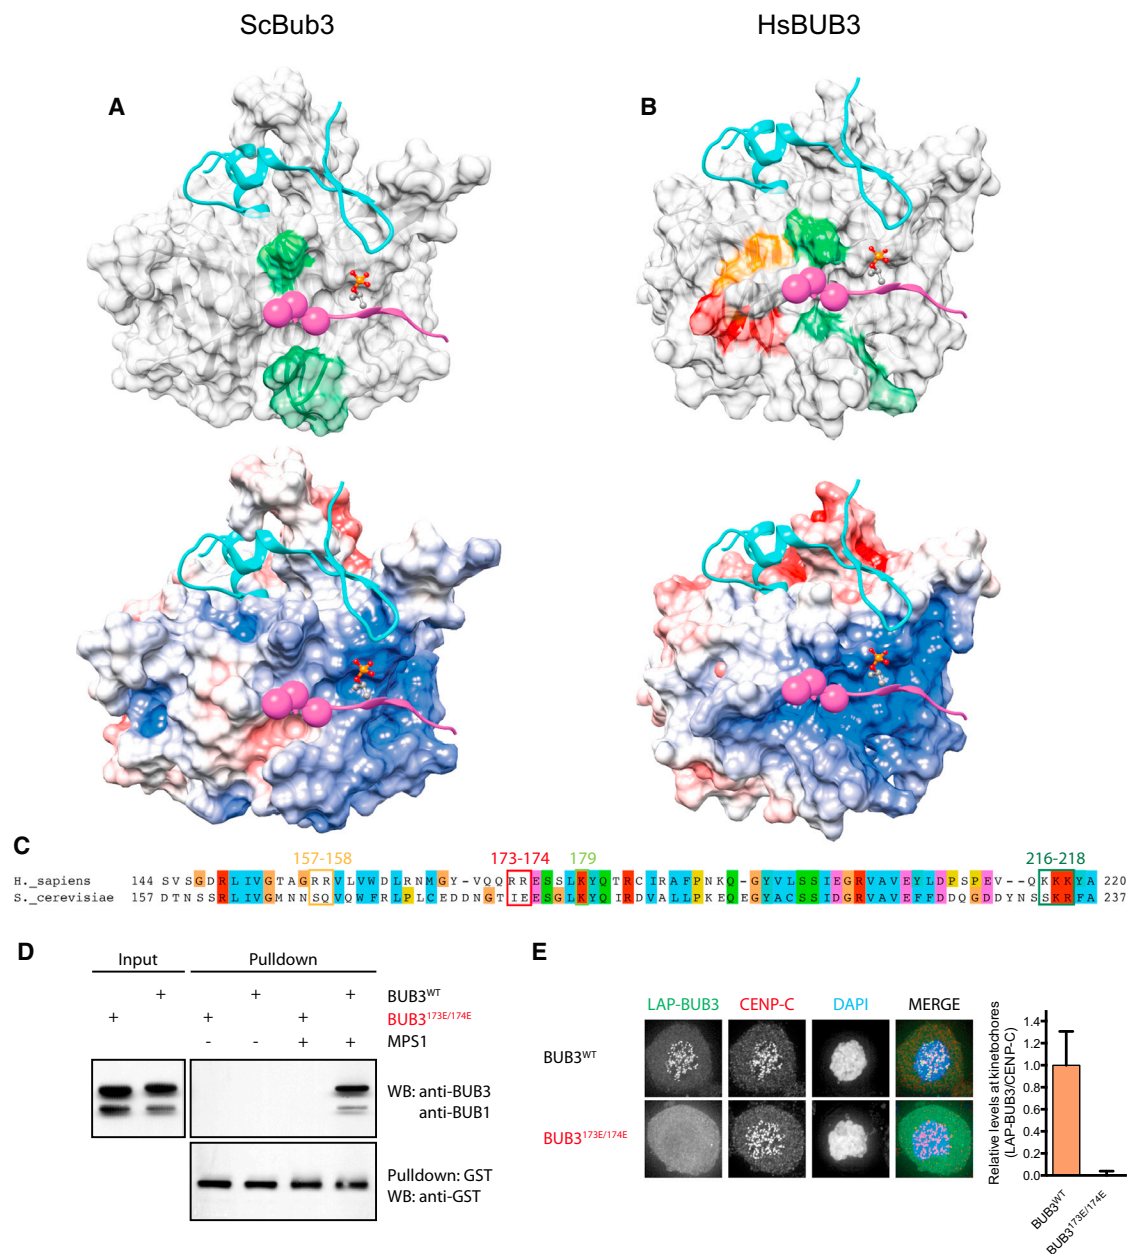 ScBub3
HsBUB3
A
B
C
157-158
173-174
179
216-218
H._sapiens 144 SVSGDRLIVGTAGRRVLVWDLRNMGY-VQQRRESSLKYQTRCIRAFPNKQ-GYVLSSIEGRVAVEYLDPSPEV--QKKKYA 220
S._cerevisiae 157 DTNSSRLIVGMNNSQVQWFRLPLCEDDNGTIEESGLKYQIRDVALLPKEQEGYACSSIDGRVAVEFFDDQGDDYNSSKRFA 237
D
Input
Pulldown
+ + + BUB3WT
+ + + BUB3173E/174E
- - + + MPS1
WB: anti-BUB3
anti-BUB1
Pulldown: GST
WB: anti-GST
E
LAP-BUB3
CENP-C
DAPI
MERGE
BUB3WT
BUB3173E/174E
Relative levels at kinetochores
(LAP-BUB3/CENP-C)
1.4
1.2
1.0
0.8
0.6
0.4
0.2
0.0
BUB3WT
BUB3173E/174E